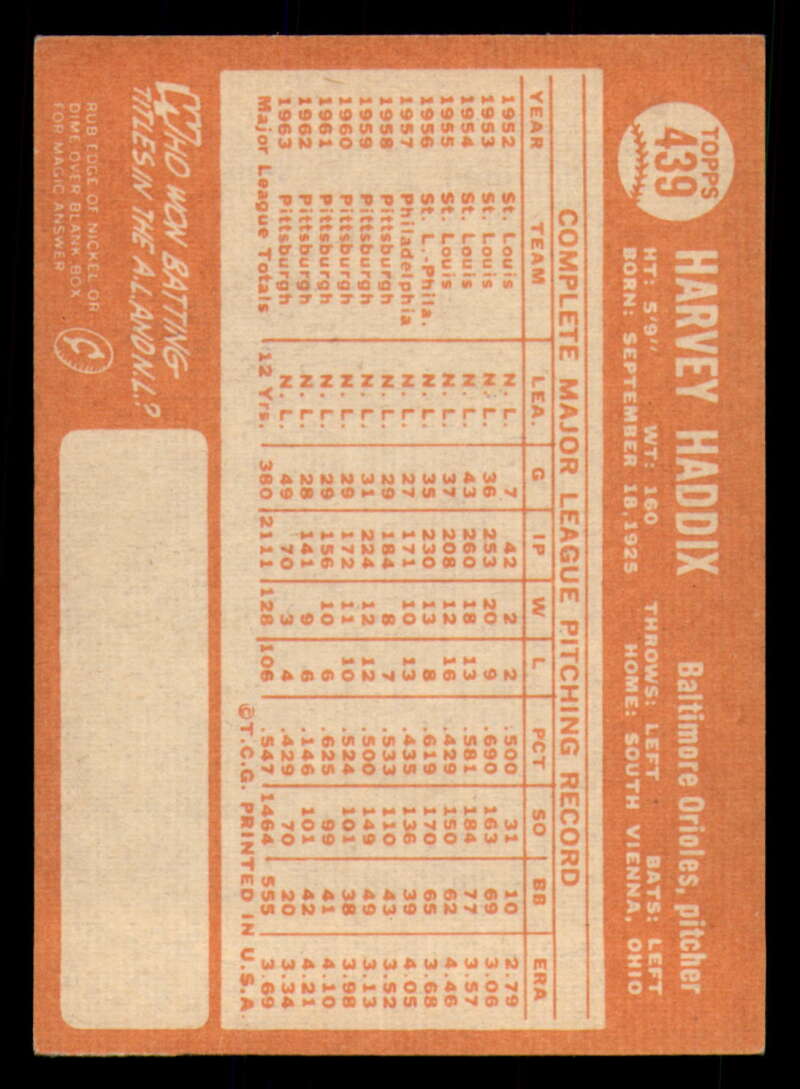 TOPPS
439
HARVEY HADDIX Baltimore Orioles, pitcher
HT: 5'9" WT: 160 THROWS: LEFT BATS: LEFT
BORN: SEPTEMBER 18, 1925 HOME: SOUTH VIENNA, OHIO
COMPLETE MAJOR LEAGUE PITCHING RECORD
YEAR TEAM LEA. G IP W L PCT SO BB ERA
1952 St. Louis N. L. 7 42 2 2 .500 31 10 2.79
1953 St. Louis N. L. 36 253 20 9 .690 163 69 3.06
1954 St. Louis N. L. 43 260 18 13 .581 184 77 3.57
1955 St. Louis N. L. 37 208 12 16 .429 150 62 4.46
1956 St. L.-Phila. N. L. 35 230 13 8 .619 170 65 3.68
1957 Philadelphia N. L. 27 171 10 13 .435 136 39 4.05
1958 Pittsburgh N. L. 29 184 8 7 .533 110 43 3.52
1959 Pittsburgh N. L. 31 224 12 12 .500 149 49 3.13
1960 Pittsburgh N. L. 29 172 11 10 .524 101 38 3.98
1961 Pittsburgh N. L. 29 156 10 6 .625 99 41 4.10
1962 Pittsburgh N. L. 28 141 9 6 .146 101 42 4.21
1963 Pittsburgh N. L. 49 70 3 4 .429 70 20 3.34
Major League Totals 12 Yrs. 380 2111 128 106 .547 1464 555 3.69
©T.C.G. PRINTED IN U.S.A.
WHO WON BATTING
TITLES IN THE A.L. AND N.L.?
RUB EDGE OF NICKEL OR
DIME OVER BLANK BOX
FOR MAGIC ANSWER